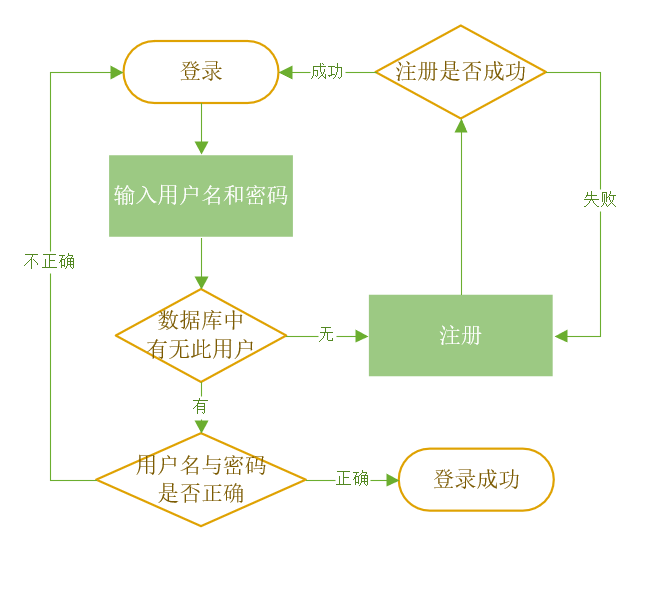 登录
成功
注册是否成功
输入用户名和密码
失败
不正确
数据库中
有无此用户
无
注册
有
用户名与密码
是否正确
正确
登录成功